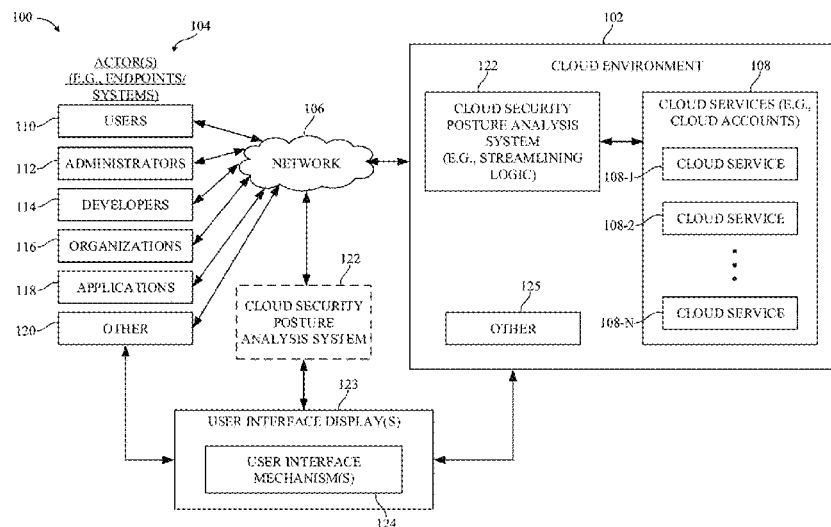 100
104
ACTOR(S)
(E.G., ENDPOINTS/
SYSTEMS)
110
USERS
112
ADMINISTRATORS
114
DEVELOPERS
116
ORGANIZATIONS
118
APPLICATIONS
120
OTHER
106
NETWORK
122
CLOUD SECURITY
POSTURE
ANALYSIS SYSTEM
102
CLOUD ENVIRONMENT
122
CLOUD SECURITY
POSTURE ANALYSIS
SYSTEM
(E.G., STREAMLINING
LOGIC)
108
CLOUD SERVICES (E.G.,
CLOUD ACCOUNTS)
108-1
CLOUD SERVICE
108-2
CLOUD SERVICE
108-N
CLOUD SERVICE
125
OTHER
123
USER INTERFACE DISPLAY(S)
USER INTERFACE
MECHANISM(S)
124